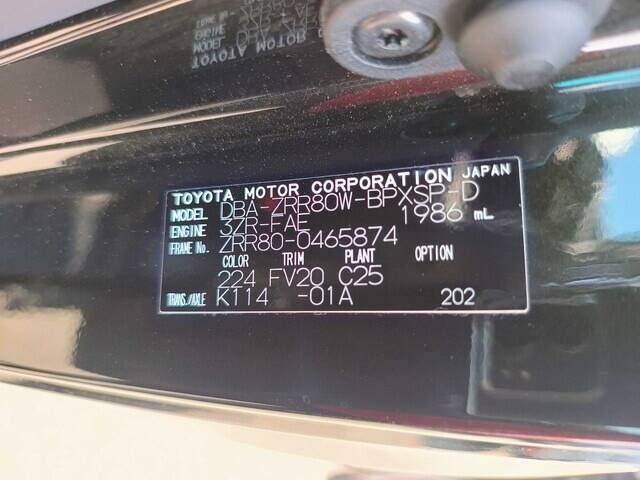 TOYOTA MOTOR CORPORATION JAPAN
MODEL DBA-ZRR80W-BPXSP-D
ENGINE 3ZR-FAE 1986 mL
FRAME No. ZRR80-0465874
COLOR TRIM PLANT OPTION
224 FV20 C25
TRANS./AXLE K114 -01A 202